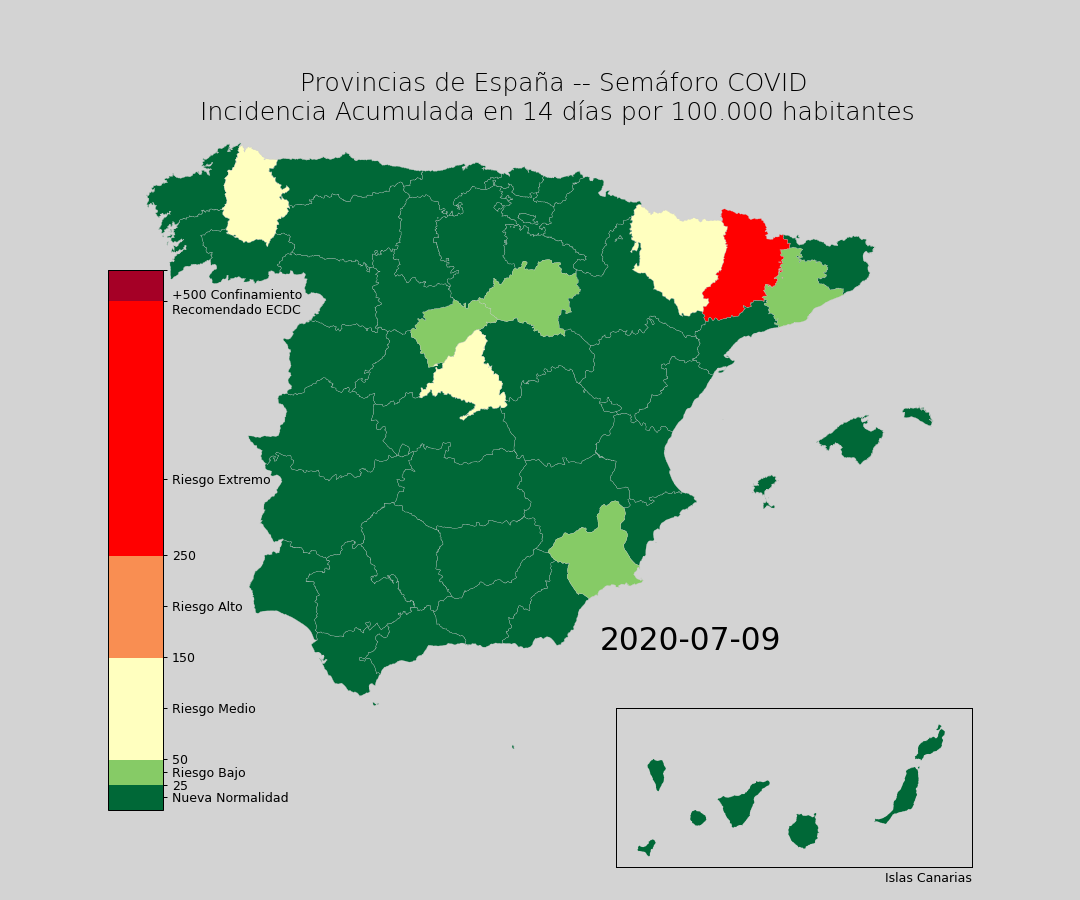 Provincias de España -- Semáforo COVID
Incidencia Acumulada en 14 días por 100.000 habitantes
+500 Confinamiento
Recomendado ECDC
Riesgo Extremo
250
Riesgo Alto
150
Riesgo Medio
50
Riesgo Bajo
25
Nueva Normalidad
2020-07-09
Islas Canarias